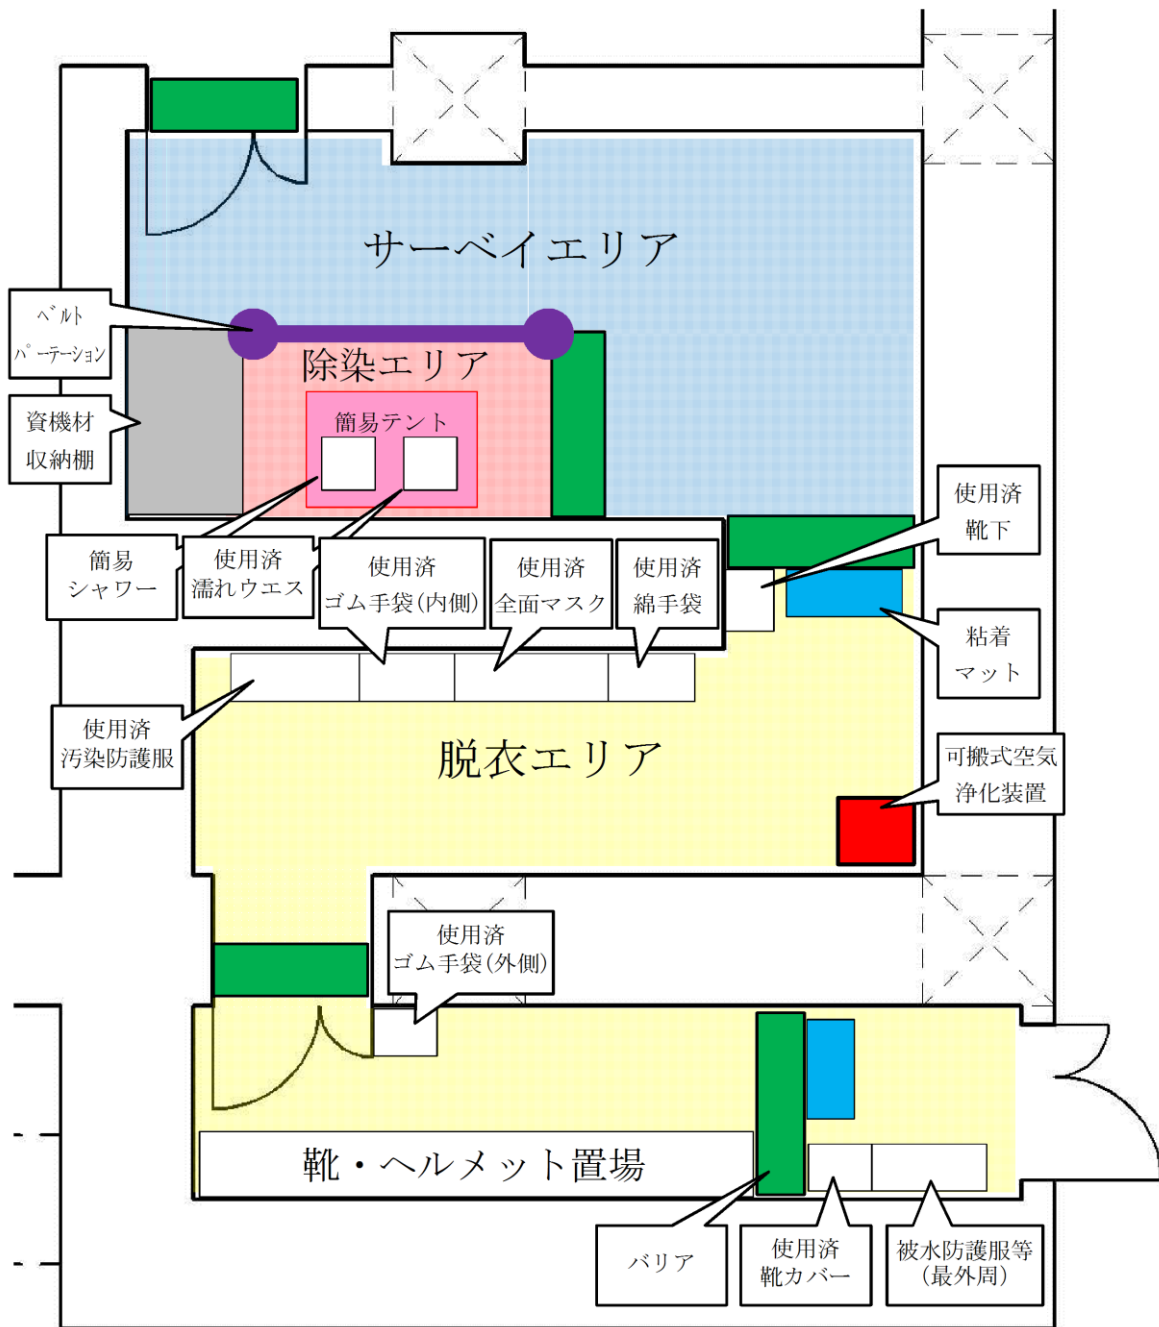 サーベイエリア
ベルト
パーテーション
除染エリア
簡易テント
資機材
収納棚
使用済
靴下
簡易
シャワー
使用済
濡れウエス
使用済
ゴム手袋(内側)
使用済
全面マスク
使用済
綿手袋
粘着
マット
使用済
汚染防護服
脱衣エリア
可搬式空気
浄化装置
使用済
ゴム手袋(外側)
靴・ヘルメット置場
バリア
使用済
靴カバー
被水防護服等
(最外周)